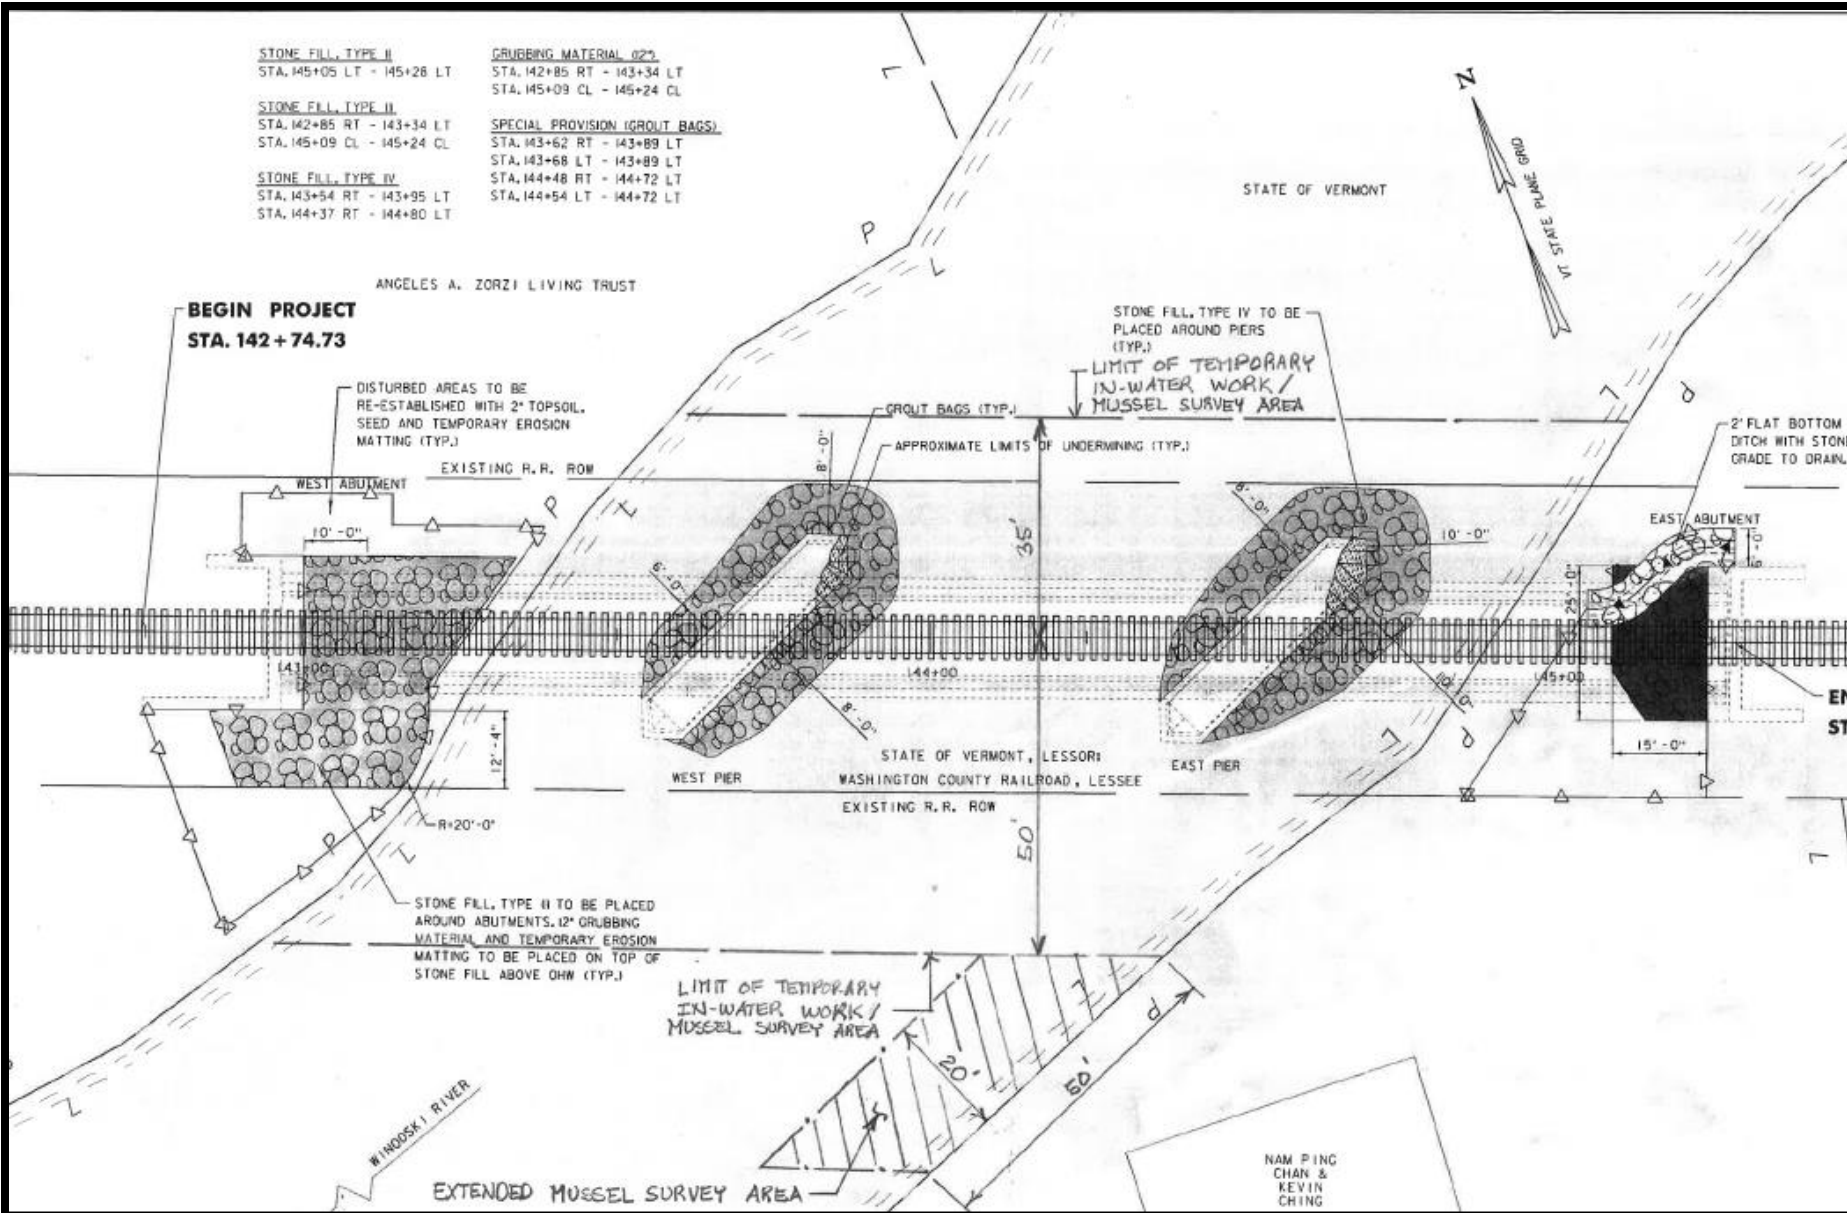 STONE FILL, TYPE II
STA. 145+05 LT - 145+28 LT
STONE FILL, TYPE III
STA. 142+85 RT - 143+34 LT
STA. 145+09 CL - 145+24 CL
STONE FILL, TYPE IV
STA. 143+54 RT - 143+95 LT
STA. 144+37 RT - 144+80 LT
GRUBBING MATERIAL (12")
STA. 142+85 RT - 143+34 LT
STA. 145+09 CL - 145+24 CL
SPECIAL PROVISION (GROUT BAGS)
STA. 143+62 RT - 143+89 LT
STA. 143+68 LT - 143+89 LT
STA. 144+48 RT - 144+72 LT
STA. 144+54 LT - 144+72 LT
N
VT STATE PLANE GRID
STATE OF VERMONT
ANGELES A. ZORZI LIVING TRUST
BEGIN PROJECT
STA. 142+74.73
STONE FILL, TYPE IV TO BE
PLACED AROUND PIERS
(TYP.)
LIMIT OF TEMPORARY
IN-WATER WORK/
MUSSEL SURVEY AREA
DISTURBED AREAS TO BE
RE-ESTABLISHED WITH 2" TOPSOIL,
SEED AND TEMPORARY EROSION
MATTING (TYP.)
GROUT BAGS (TYP.)
APPROXIMATE LIMITS OF UNDERMINING (TYP.)
2' FLAT BOTTOM
DITCH WITH STON
GRADE TO DRAIN.
EXISTING R.R. ROW
WEST ABUTMENT
EAST ABUTMENT
10'-0"
8'-0"
8'-0"
10'-0"
35'
25'-0"
143+00
144+00
145+00
10'-0"
8'-0"
12'-4"
15'-0"
EN
ST
WEST PIER
EAST PIER
STATE OF VERMONT, LESSOR:
WASHINGTON COUNTY RAILROAD, LESSEE
EXISTING R.R. ROW
R=20'-0"
50'
STONE FILL, TYPE III TO BE PLACED
AROUND ABUTMENTS. 12" GRUBBING
MATERIAL AND TEMPORARY EROSION
MATTING TO BE PLACED ON TOP OF
STONE FILL ABOVE OHW (TYP.)
LIMIT OF TEMPORARY
IN-WATER WORK/
MUSSEL SURVEY AREA
20'
50'
WINOOSKI RIVER
EXTENDED MUSSEL SURVEY AREA
NAM PING
CHAN &
KEVIN
CHING